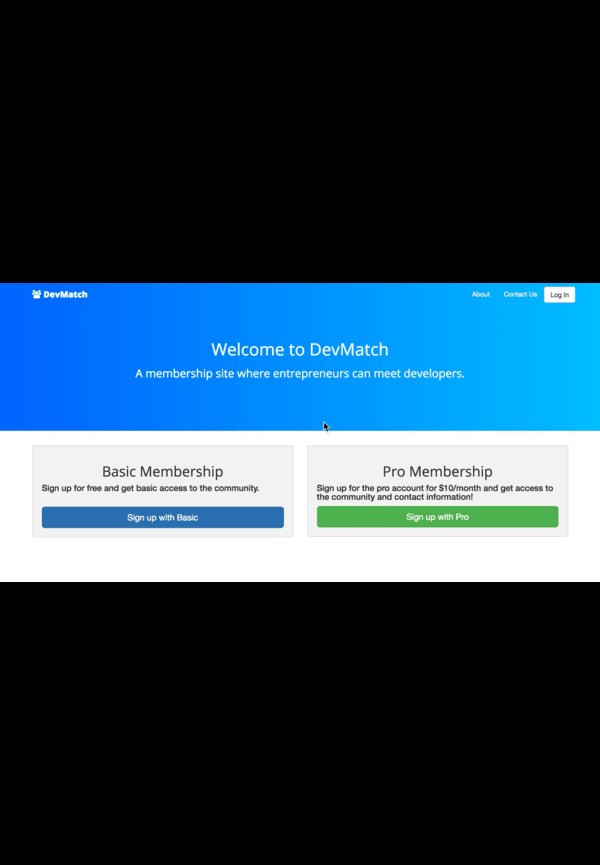 DevMatch
About
Contact Us
Log In
Welcome to DevMatch
A membership site where entrepreneurs can meet developers.
Basic Membership
Sign up for free and get basic access to the community.
Sign up with Basic
Pro Membership
Sign up for the pro account for $10/month and get access to
the community and contact information!
Sign up with Pro